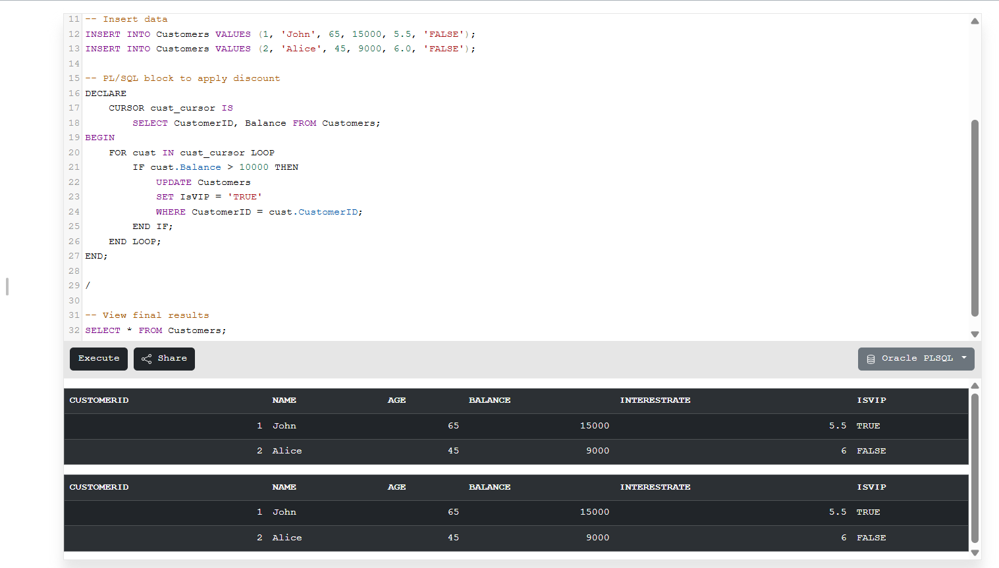 11 -- Insert data
12 INSERT INTO Customers VALUES (1, 'John', 65, 15000, 5.5, 'FALSE');
13 INSERT INTO Customers VALUES (2, 'Alice', 45, 9000, 6.0, 'FALSE');
14
15 -- PL/SQL block to apply discount
16 DECLARE
17     CURSOR cust_cursor IS
18         SELECT CustomerID, Balance FROM Customers;
19 BEGIN
20     FOR cust IN cust_cursor LOOP
21         IF cust.Balance > 10000 THEN
22             UPDATE Customers
23             SET IsVIP = 'TRUE'
24             WHERE CustomerID = cust.CustomerID;
25         END IF;
26     END LOOP;
27 END;
28
29 /
30
31 -- View final results
32 SELECT * FROM Customers;
Execute Share Oracle PLSQL
CUSTOMERID NAME AGE BALANCE INTERESTRATE ISVIP
1 John 65 15000 5.5 TRUE
2 Alice 45 9000 6 FALSE
CUSTOMERID NAME AGE BALANCE INTERESTRATE ISVIP
1 John 65 15000 5.5 TRUE
2 Alice 45 9000 6 FALSE